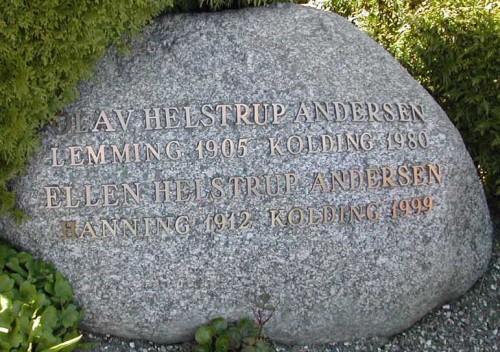 OLAV HELSTRUP ANDERSEN
LEMMING 1905 KOLDING 1980
ELLEN HELSTRUP ANDERSEN
HANNING 1912 KOLDING 1999